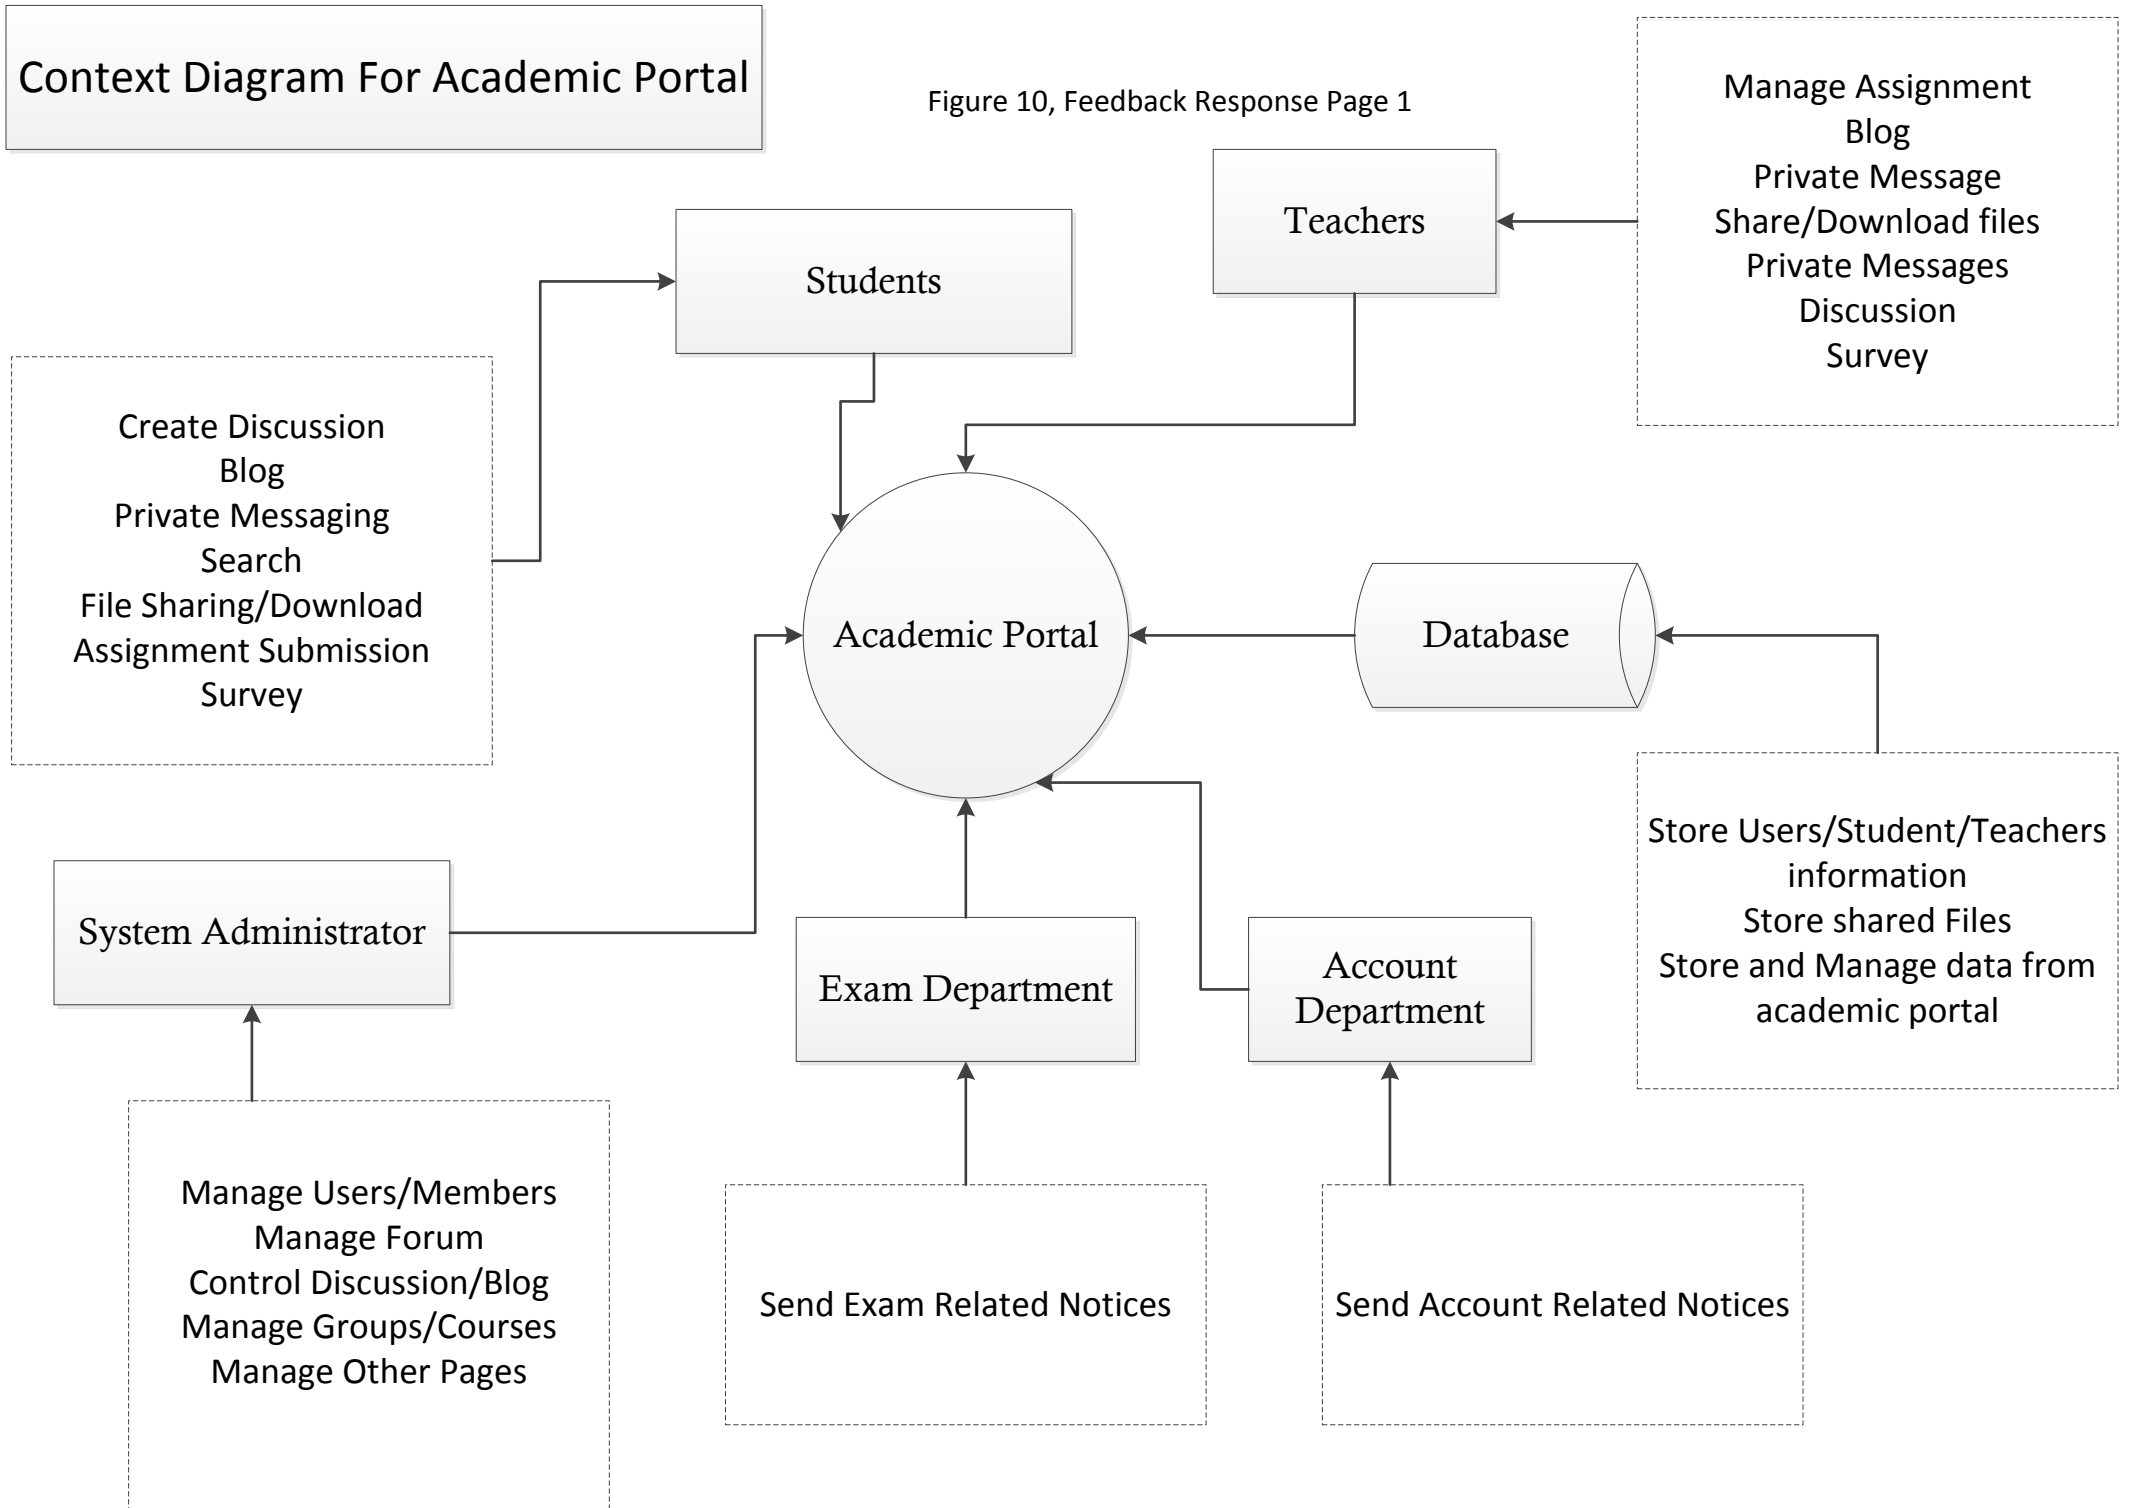 Context Diagram For Academic Portal
Figure 10, Feedback Response Page 1
Manage Assignment
Blog
Private Message
Share/Download files
Private Messages
Discussion
Survey
Teachers
Students
Create Discussion
Blog
Private Messaging
Search
File Sharing/Download
Assignment Submission
Survey
Academic Portal
Database
Store Users/Student/Teachers
information
Store shared Files
Store and Manage data from
academic portal
System Administrator
Exam Department
Account
Department
Manage Users/Members
Manage Forum
Control Discussion/Blog
Manage Groups/Courses
Manage Other Pages
Send Exam Related Notices
Send Account Related Notices